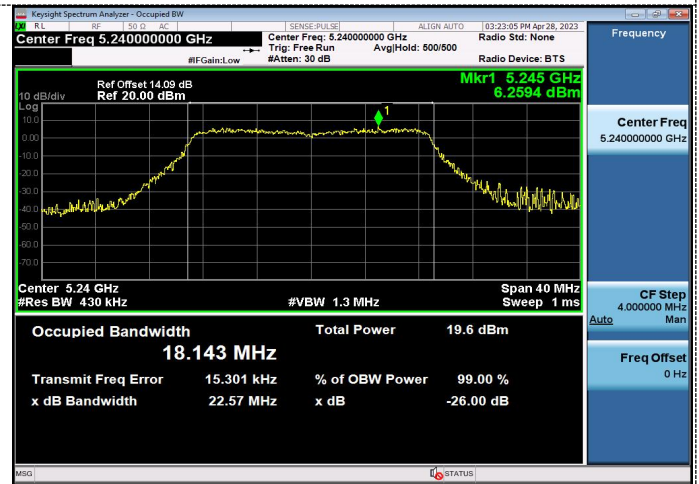 Keysight Spectrum Analyzer - Occupied BW
LXI RL RF 50 Ω AC SENSE:PULSE ALIGN AUTO 03:23:05 PM Apr 28, 2023
Center Freq 5.240000000 GHz
Center Freq: 5.240000000 GHz Radio Std: None
Trig: Free Run Avg|Hold: 500/500
#IFGain:Low #Atten: 30 dB Radio Device: BTS
Frequency
Mkr1 5.245 GHz
6.2594 dBm
Ref Offset 14.09 dB
10 dB/div Ref 20.00 dBm
Log
1
10.0
0.00
-10.0
-20.0
-30.0
-40.0
-50.0
-60.0
-70.0
Center 5.24 GHz Span 40 MHz
#Res BW 430 kHz #VBW 1.3 MHz Sweep 1 ms
Occupied Bandwidth Total Power 19.6 dBm
18.143 MHz
Transmit Freq Error 15.301 kHz % of OBW Power 99.00 %
x dB Bandwidth 22.57 MHz x dB -26.00 dB
Center Freq
5.240000000 GHz
CF Step
4.000000 MHz
Auto Man
Freq Offset
0 Hz
MSG STATUS